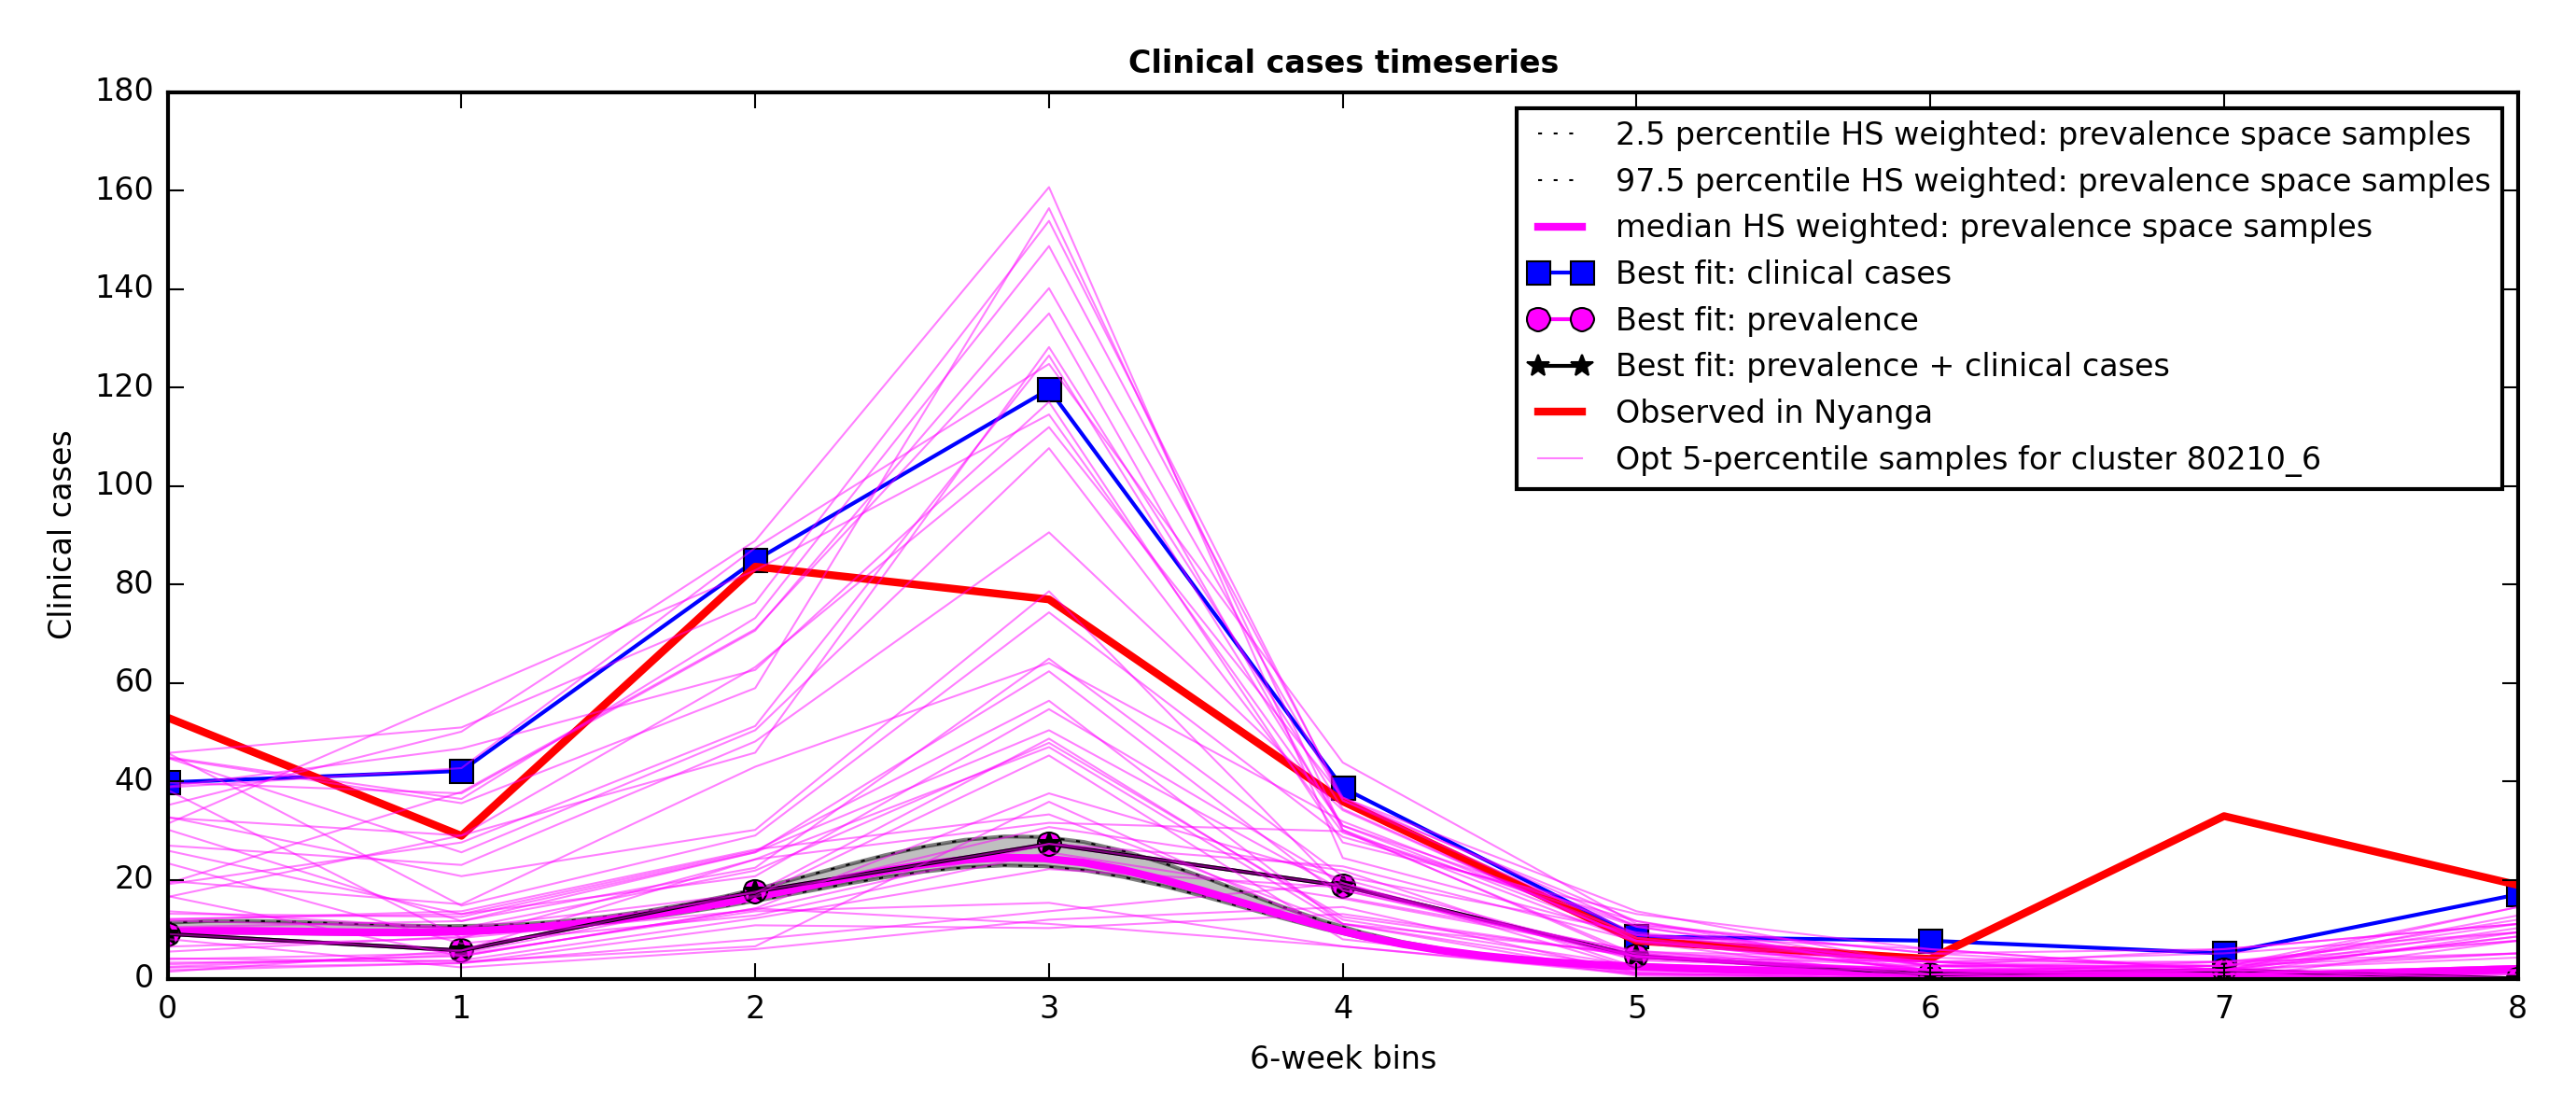 Clinical cases timeseries
180
160
140
120
100
80
60
40
20
0
Clinical cases
2.5 percentile HS weighted: prevalence space samples
97.5 percentile HS weighted: prevalence space samples
median HS weighted: prevalence space samples
Best fit: clinical cases
Best fit: prevalence
Best fit: prevalence + clinical cases
Observed in Nyanga
Opt 5-percentile samples for cluster 80210_6
0 1 2 3 4 5 6 7 8
6-week bins